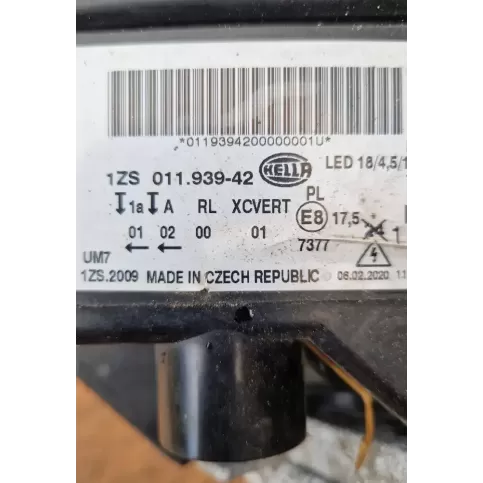 *0119394200000001U*
1ZS 011.939-42 HELLA LED 18/4,5/1
1a A RL XCVERT PL E8 17,5
01 02 00 01 7377
UM7
1ZS.2009 MADE IN CZECH REPUBLIC 06.02.2020